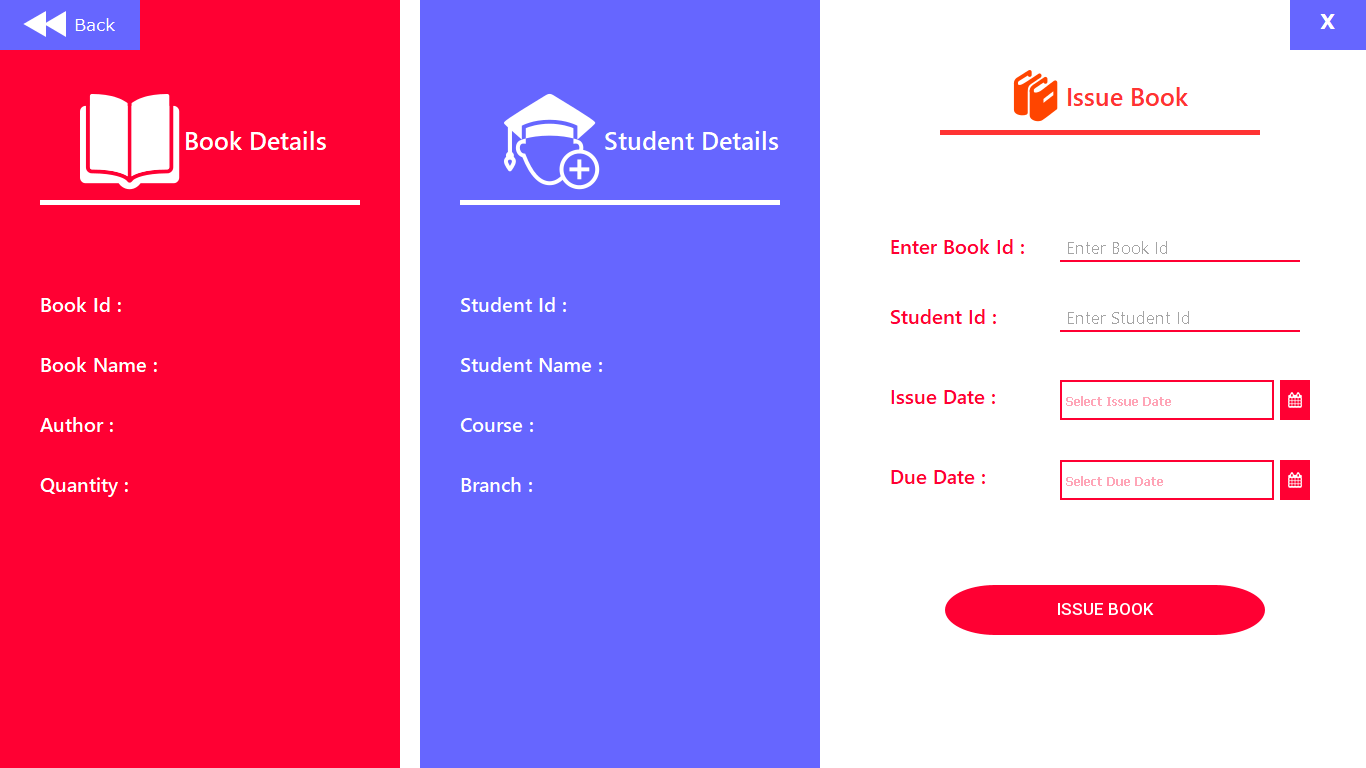 Back
Book Details
Book Id :
Book Name :
Author :
Quantity :
Student Details
Student Id :
Student Name :
Course :
Branch :
X
Issue Book
Enter Book Id : Enter Book Id
Student Id : Enter Student Id
Issue Date : Select Issue Date
Due Date : Select Due Date
ISSUE BOOK